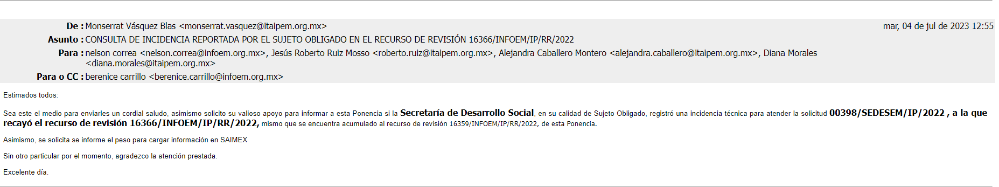 De : Monserrat Vásquez Blas <monserrat.vasquez@itaipem.org.mx> mar, 04 de jul de 2023 12:55
Asunto : CONSULTA DE INCIDENCIA REPORTADA POR EL SUJETO OBLIGADO EN EL RECURSO DE REVISIÓN 16366/INFOEM/IP/RR/2022
Para : nelson correa <nelson.correa@infoem.org.mx>, Jesús Roberto Ruiz Mosso <roberto.ruiz@itaipem.org.mx>, Alejandra Caballero Montero <alejandra.caballero@itaipem.org.mx>, Diana Morales
<diana.morales@itaipem.org.mx>
Para o CC : berenice carrillo <berenice.carrillo@infoem.org.mx>
Estimados todos:
Sea este el medio para enviarles un cordial saludo, asimismo solicito su valioso apoyo para informar a esta Ponencia si la Secretaría de Desarrollo Social, en su calidad de Sujeto Obligado, registró una incidencia técnica para atender la solicitud 00398/SEDESEM/IP/2022 , a la que
recayó el recurso de revisión 16366/INFOEM/IP/RR/2022, mismo que se encuentra acumulado al recurso de revisión 16359/INFOEM/IP/RR/2022, de esta Ponencia.
Asimismo, se solicita se informe el peso para cargar información en SAIMEX
Sin otro particular por el momento, agradezco la atención prestada.
Excelente día.